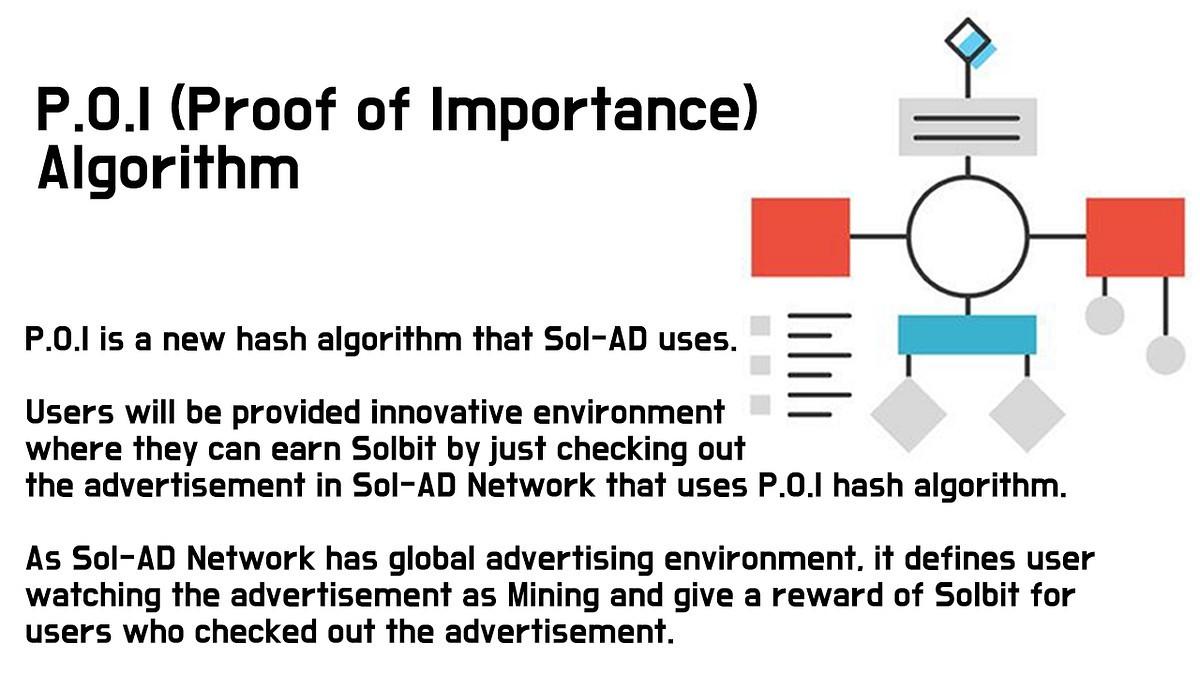 P.O.I (Proof of Importance)
Algorithm
P.O.I is a new hash algorithm that Sol-AD uses.
Users will be provided innovative environment
where they can earn Solbit by just checking out
the advertisement in Sol-AD Network that uses P.O.I hash algorithm.
As Sol-AD Network has global advertising environment, it defines user
watching the advertisement as Mining and give a reward of Solbit for
users who checked out the advertisement.